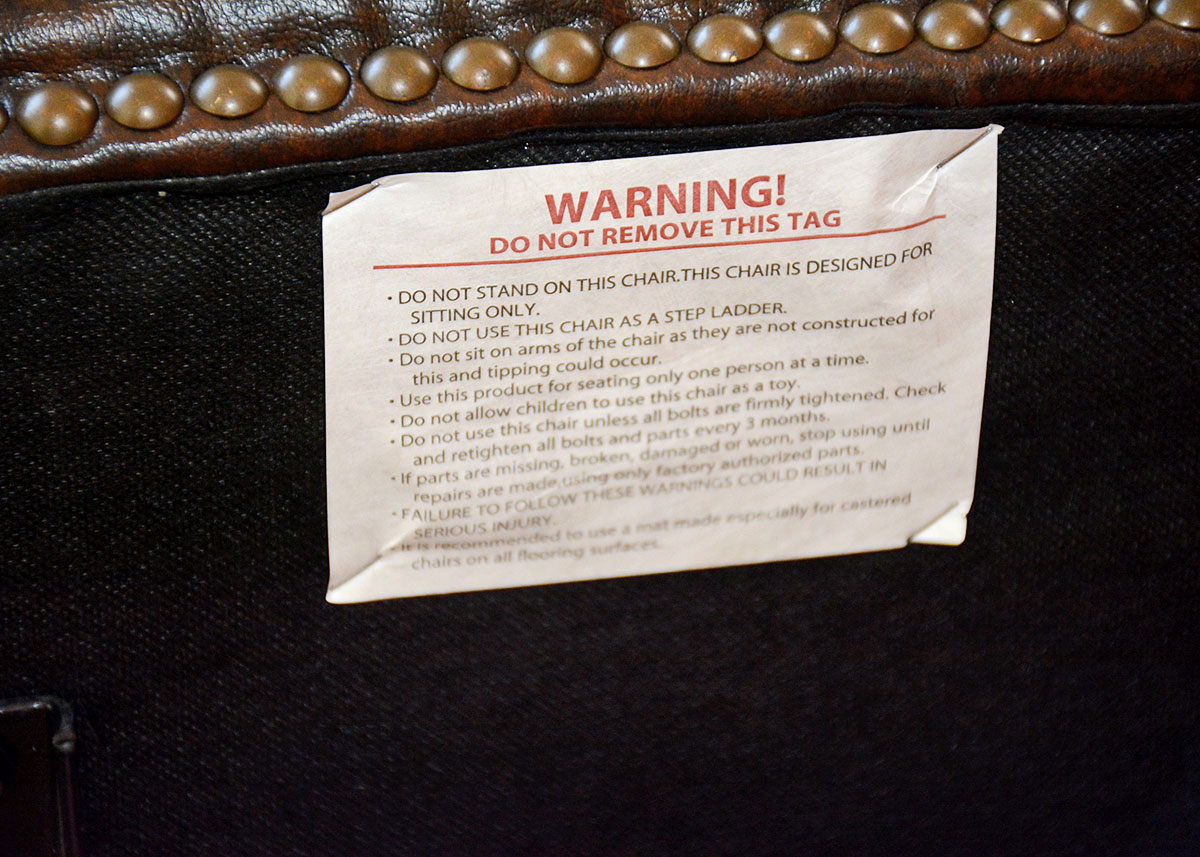 WARNING!
DO NOT REMOVE THIS TAG
• DO NOT STAND ON THIS CHAIR.THIS CHAIR IS DESIGNED FOR
SITTING ONLY.
• DO NOT USE THIS CHAIR AS A STEP LADDER.
• Do not sit on arms of the chair as they are not constructed for
this and tipping could occur.
• Use this product for seating only one person at a time.
• Do not allow children to use this chair as a toy.
• Do not use this chair unless all bolts are firmly tightened. Check
and retighten all bolts and parts every 3 months.
• If parts are missing, broken, damaged or worn, stop using until
repairs are made,using only factory authorized parts.
• FAILURE TO FOLLOW THESE WARNINGS COULD RESULT IN
SERIOUS INJURY.
• It is recommended to use a mat made especially for castered
chairs on all flooring surfaces.